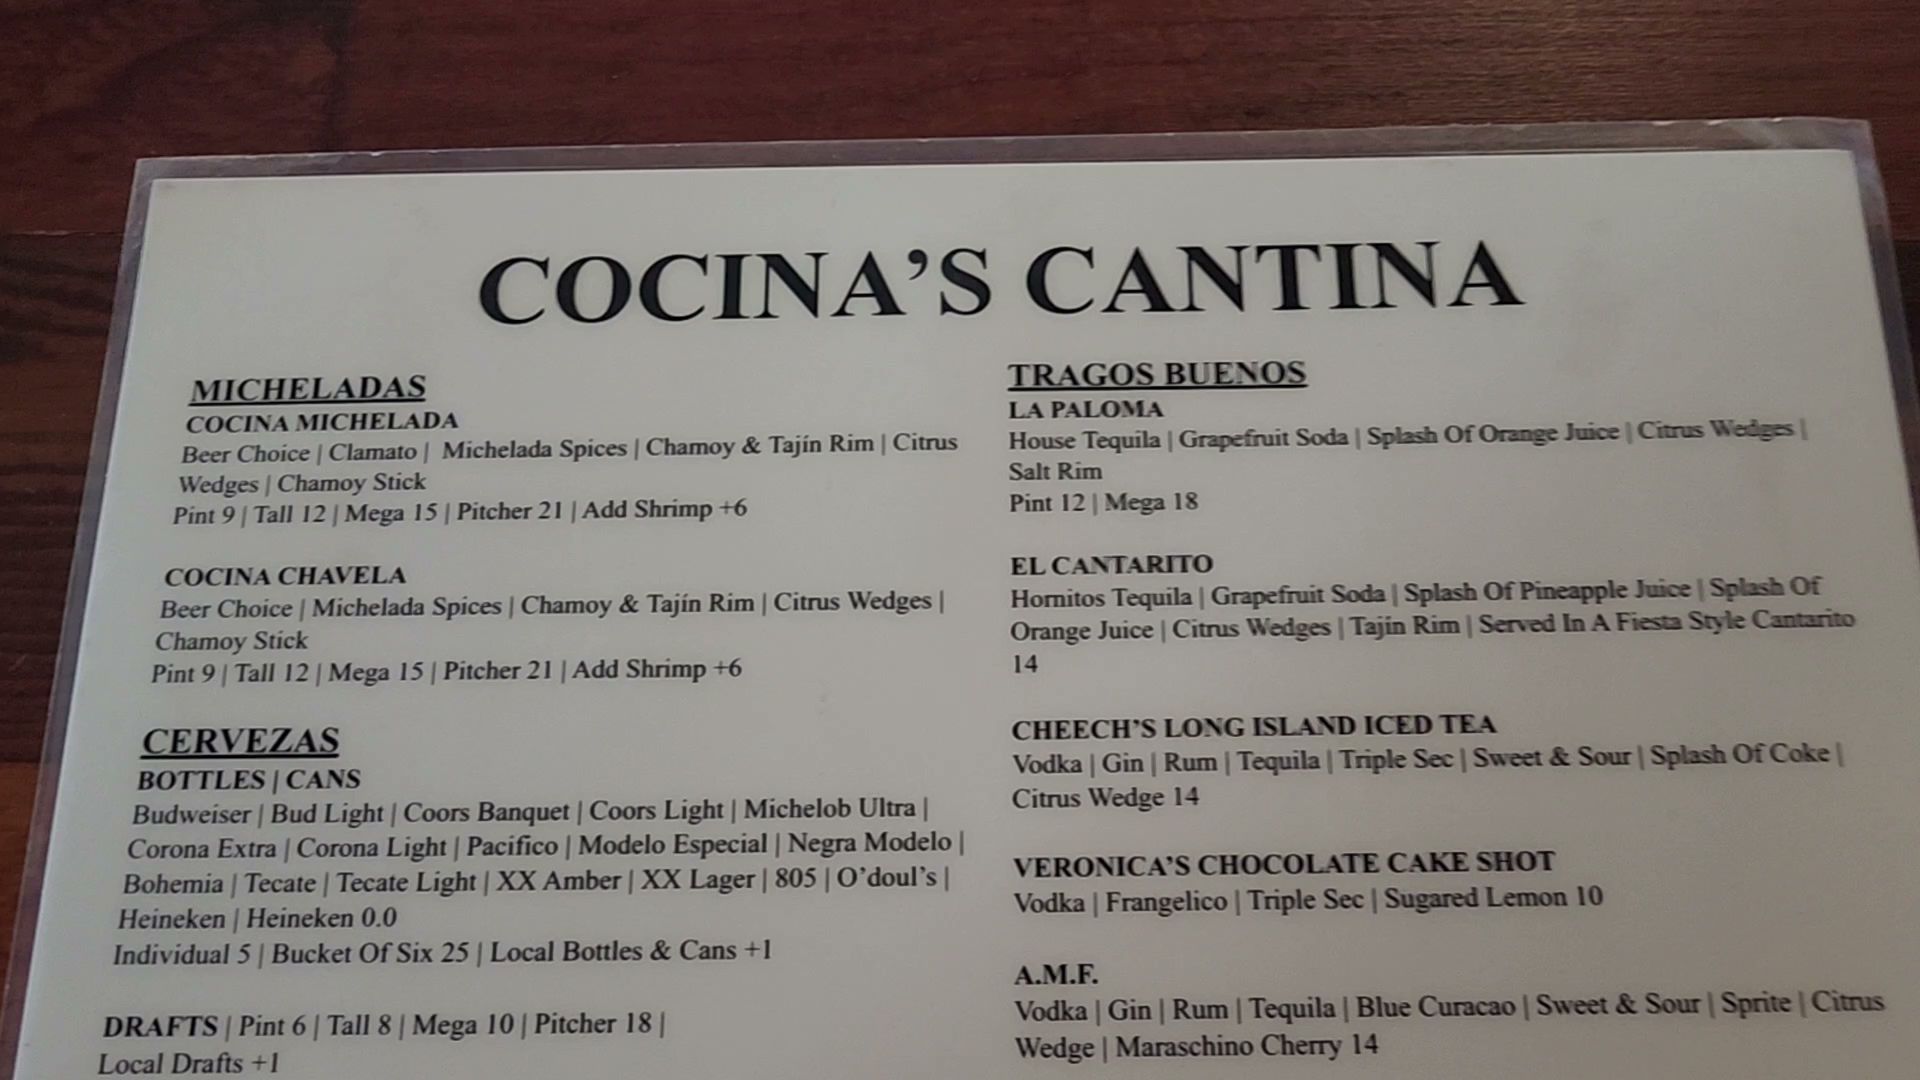 COCINA'S CANTINA
MICHELADAS
COCINA MICHELADA
Beer Choice | Clamato | Michelada Spices | Chamoy & Tajín Rim | Citrus
Wedges | Chamoy Stick
Pint 9 | Tall 12 | Mega 15 | Pitcher 21 | Add Shrimp +6
COCINA CHAVELA
Beer Choice | Michelada Spices | Chamoy & Tajín Rim | Citrus Wedges |
Chamoy Stick
Pint 9 | Tall 12 | Mega 15 | Pitcher 21 | Add Shrimp +6
CERVEZAS
BOTTLES | CANS
Budweiser | Bud Light | Coors Banquet | Coors Light | Michelob Ultra |
Corona Extra | Corona Light | Pacifico | Modelo Especial | Negra Modelo |
Bohemia | Tecate | Tecate Light | XX Amber | XX Lager | 805 | O'doul's |
Heineken | Heineken 0.0
Individual 5 | Bucket Of Six 25 | Local Bottles & Cans +1
DRAFTS | Pint 6 | Tall 8 | Mega 10 | Pitcher 18 |
Local Drafts +1
TRAGOS BUENOS
LA PALOMA
House Tequila | Grapefruit Soda | Splash Of Orange Juice | Citrus Wedges |
Salt Rim
Pint 12 | Mega 18
EL CANTARITO
Hornitos Tequila | Grapefruit Soda | Splash Of Pineapple Juice | Splash Of
Orange Juice | Citrus Wedges | Tajín Rim | Served In A Fiesta Style Cantarito
14
CHEECH'S LONG ISLAND ICED TEA
Vodka | Gin | Rum | Tequila | Triple Sec | Sweet & Sour | Splash Of Coke |
Citrus Wedge 14
VERONICA'S CHOCOLATE CAKE SHOT
Vodka | Frangelico | Triple Sec | Sugared Lemon 10
A.M.F.
Vodka | Gin | Rum | Tequila | Blue Curacao | Sweet & Sour | Sprite | Citrus
Wedge | Maraschino Cherry 14